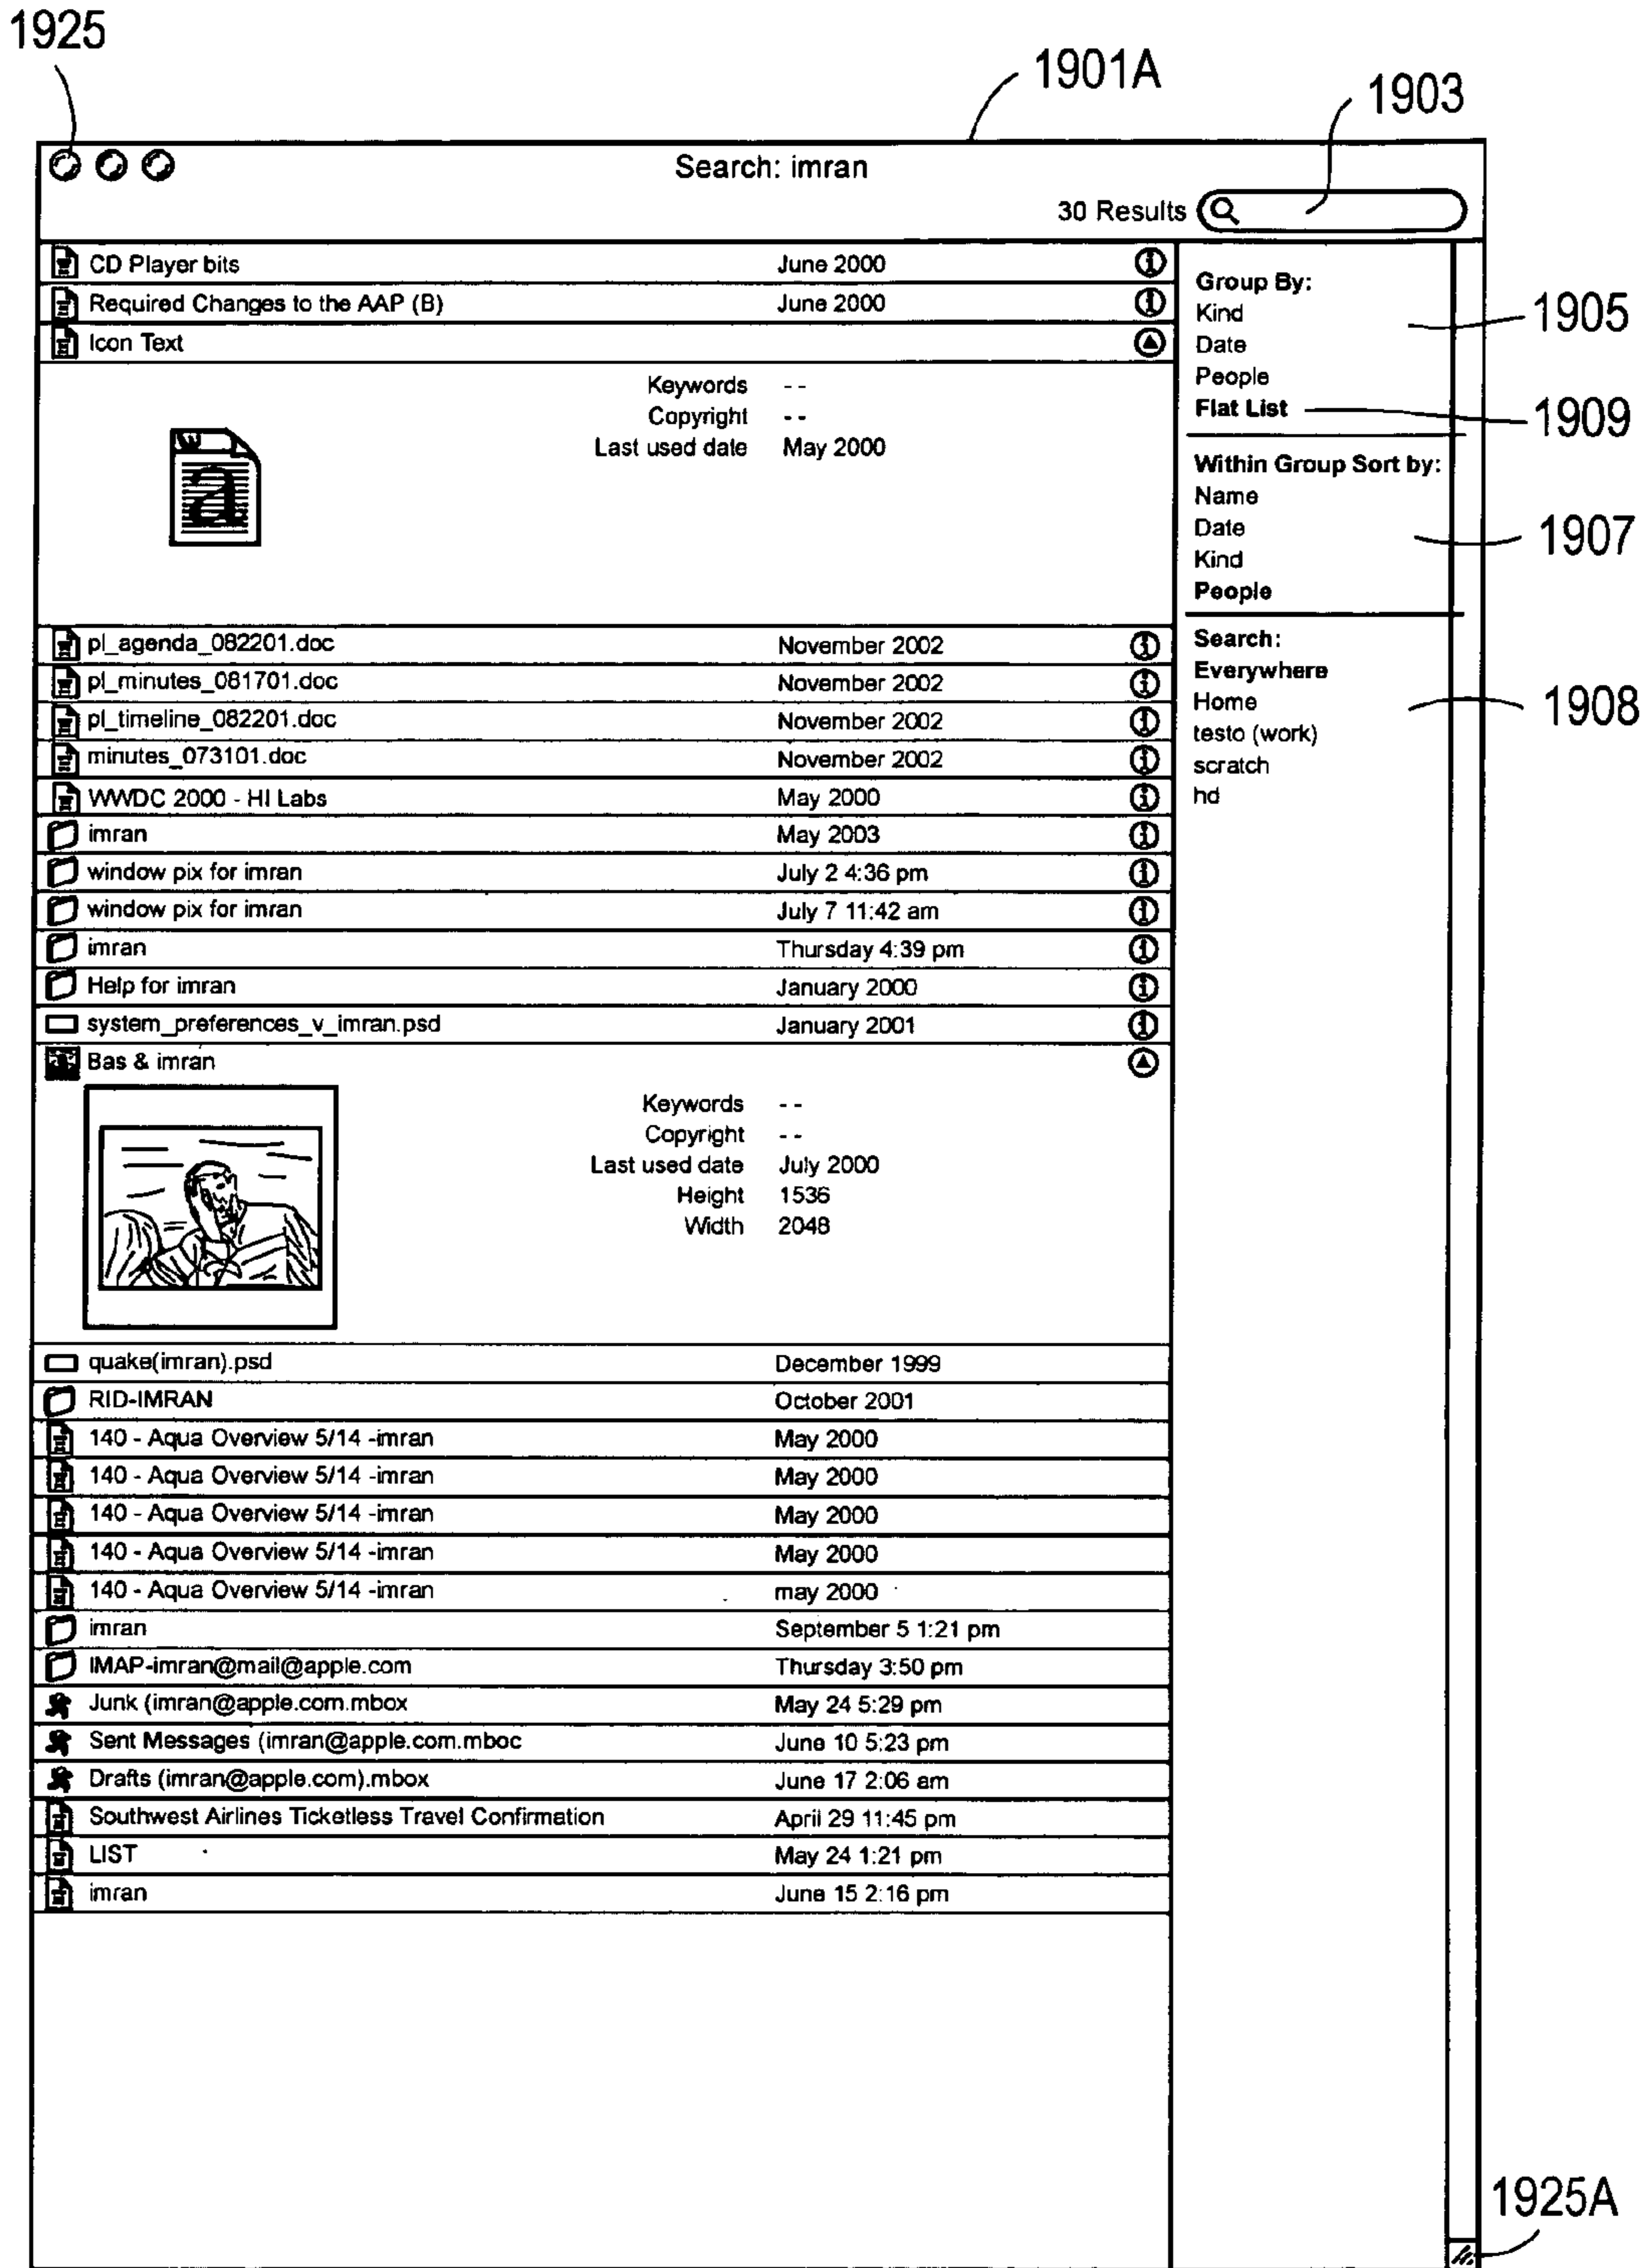 1925
1901A
1903
Search: imran
30 Results
CD Player bits June 2000
Required Changes to the AAP (B) June 2000
Icon Text
Keywords - -
Copyright - -
Last used date May 2000
pl_agenda_082201.doc November 2002
pl_minutes_081701.doc November 2002
pl_timeline_082201.doc November 2002
minutes_073101.doc November 2002
WWDC 2000 - HI Labs May 2000
imran May 2003
window pix for imran July 2 4:36 pm
window pix for imran July 7 11:42 am
imran Thursday 4:39 pm
Help for imran January 2000
system_preferences_v_imran.psd January 2001
Bas & imran
Keywords - -
Copyright - -
Last used date July 2000
Height 1536
Width 2048
quake(imran).psd December 1999
RID-IMRAN October 2001
140 - Aqua Overview 5/14 -imran May 2000
140 - Aqua Overview 5/14 -imran May 2000
140 - Aqua Overview 5/14 -imran May 2000
140 - Aqua Overview 5/14 -imran May 2000
140 - Aqua Overview 5/14 -imran may 2000
imran September 5 1:21 pm
IMAP-imran@mail@apple.com Thursday 3:50 pm
Junk (imran@apple.com.mbox May 24 5:29 pm
Sent Messages (imran@apple.com.mboc June 10 5:23 pm
Drafts (imran@apple.com).mbox June 17 2:06 am
Southwest Airlines Ticketless Travel Confirmation April 29 11:45 pm
LIST May 24 1:21 pm
imran June 15 2:16 pm
Group By:
Kind
Date
People
Flat List
Within Group Sort by:
Name
Date
Kind
People
Search:
Everywhere
Home
testo (work)
scratch
hd
1905
1909
1907
1908
1925A